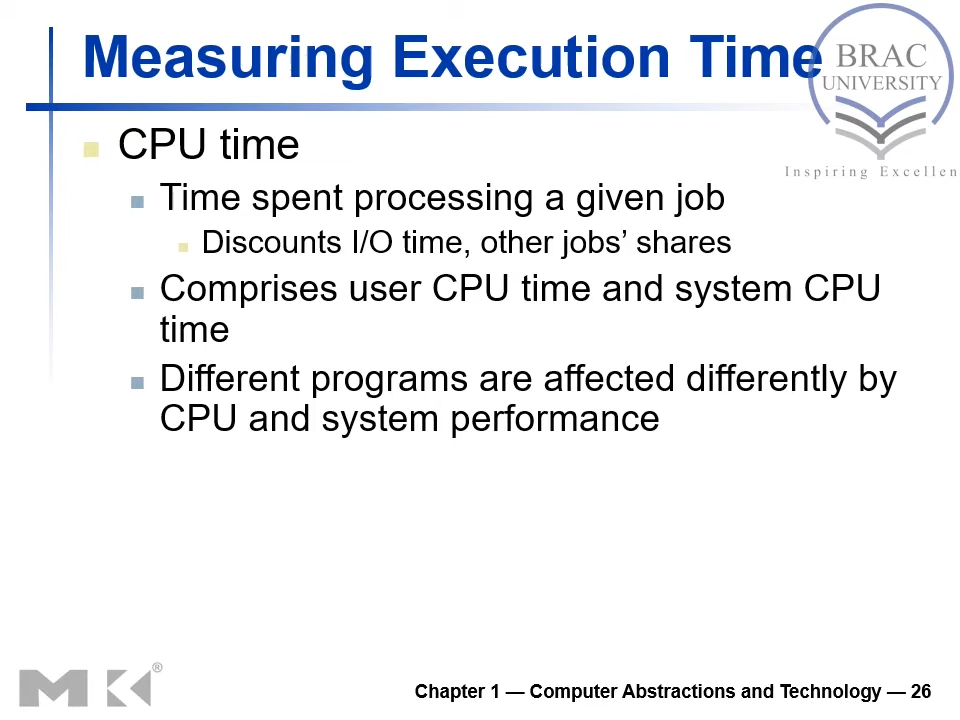 Measuring Execution Time
BRAC
UNIVERSITY
Inspiring Excellen
CPU time
Time spent processing a given job
Discounts I/O time, other jobs’ shares
Comprises user CPU time and system CPU
time
Different programs are affected differently by
CPU and system performance
MK®
Chapter 1 — Computer Abstractions and Technology — 26